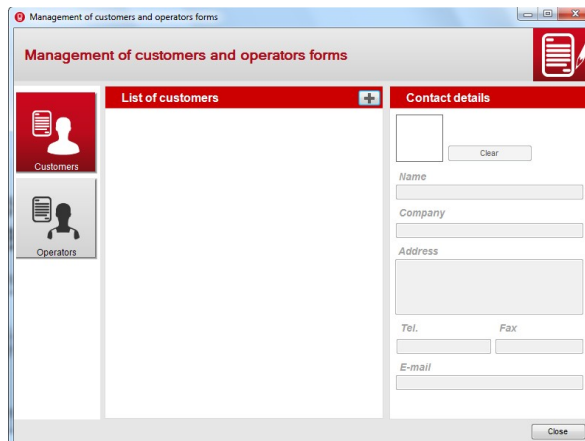 Management of customers and operators forms
Management of customers and operators forms
List of customers
Contact details
Customers
Operators
Clear
Name
Company
Address
Tel. Fax
E-mail
Close